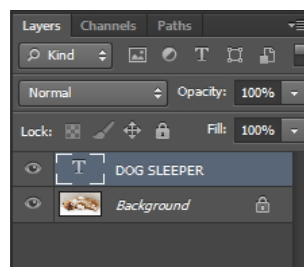 Layers Channels Paths
Kind T
Normal Opacity: 100%
Lock: Fill: 100%
T DOG SLEEPER
Background